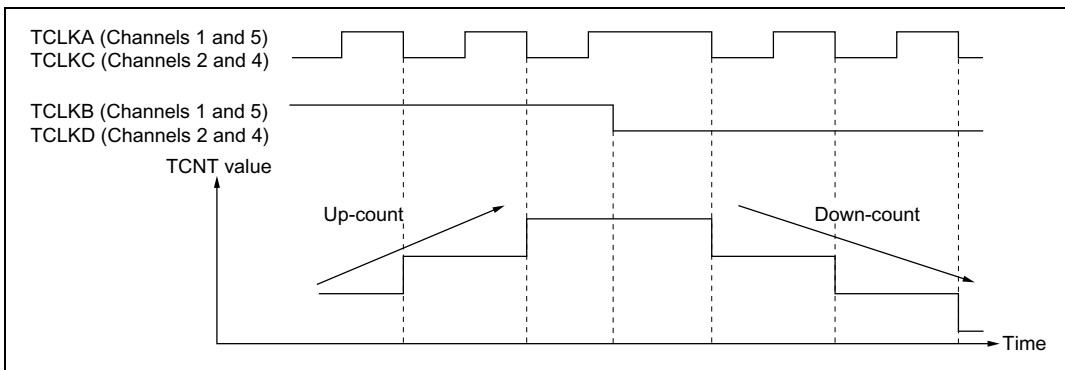 TCLKA (Channels 1 and 5)
TCLKC (Channels 2 and 4)
TCLKB (Channels 1 and 5)
TCLKD (Channels 2 and 4)
TCNT value
Up-count
Down-count
Time